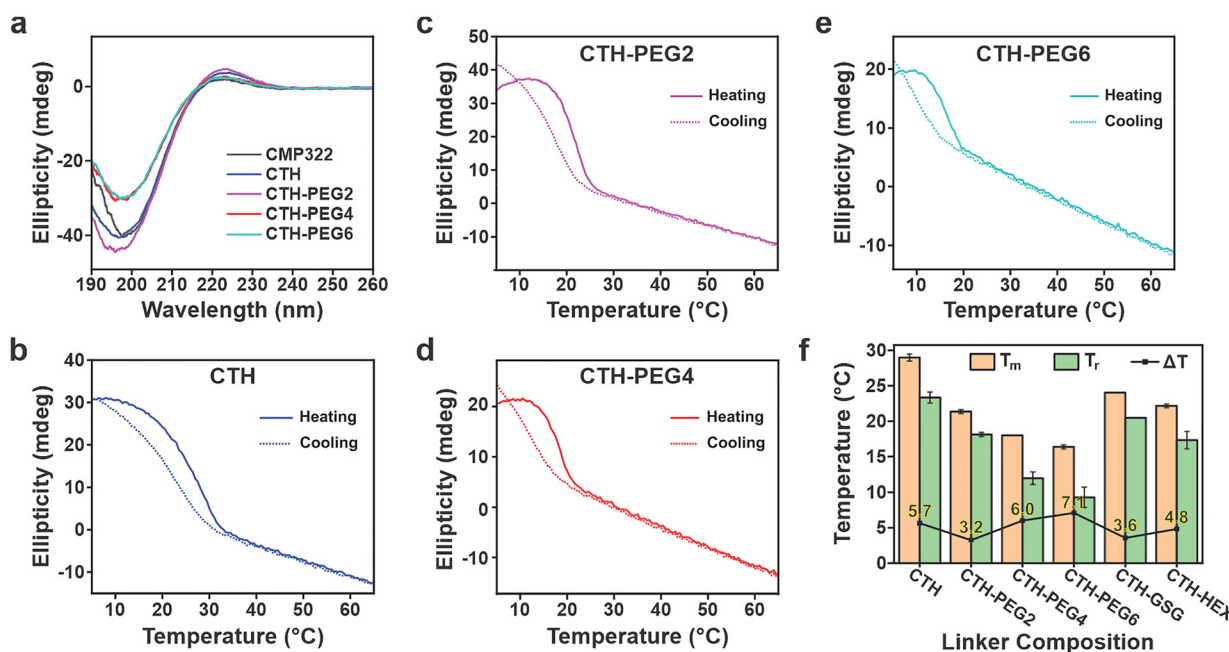 a
Ellipticity (mdeg)
0
-20
-40
190 200 210 220 230 240 250 260
Wavelength (nm)
CMP322
CTH
CTH-PEG2
CTH-PEG4
CTH-PEG6
c
CTH-PEG2
Ellipticity (mdeg)
50
40
30
20
10
0
-10
Heating
Cooling
10 20 30 40 50 60
Temperature (°C)
e
CTH-PEG6
Ellipticity (mdeg)
20
10
0
-10
Heating
Cooling
10 20 30 40 50 60
Temperature (°C)
b
CTH
Ellipticity (mdeg)
40
30
20
10
0
-10
Heating
Cooling
10 20 30 40 50 60
Temperature (°C)
d
CTH-PEG4
Ellipticity (mdeg)
20
10
0
-10
Heating
Cooling
10 20 30 40 50 60
Temperature (°C)
f
Temperature (°C)
30
25
20
15
10
5
0
Tm Tr ΔT
5.7 3.2 6.0 7.1 3.6 4.8
CTH
CTH-PEG2
CTH-PEG4
CTH-PEG6
CTH-GSG
CTH-HEX
Linker Composition